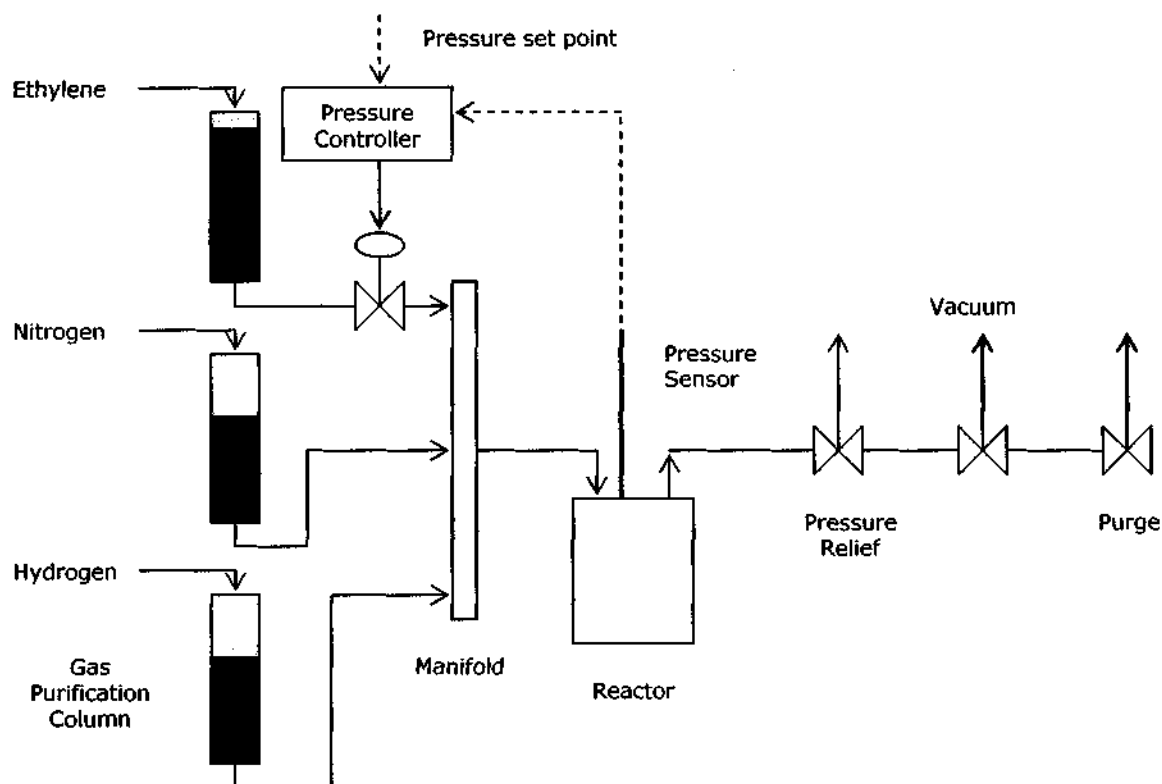 Pressure set point
Ethylene
Pressure
Controller
Nitrogen
Vacuum
Pressure
Sensor
Pressure
Relief
Purge
Hydrogen
Manifold
Reactor
Gas
Purification
Column